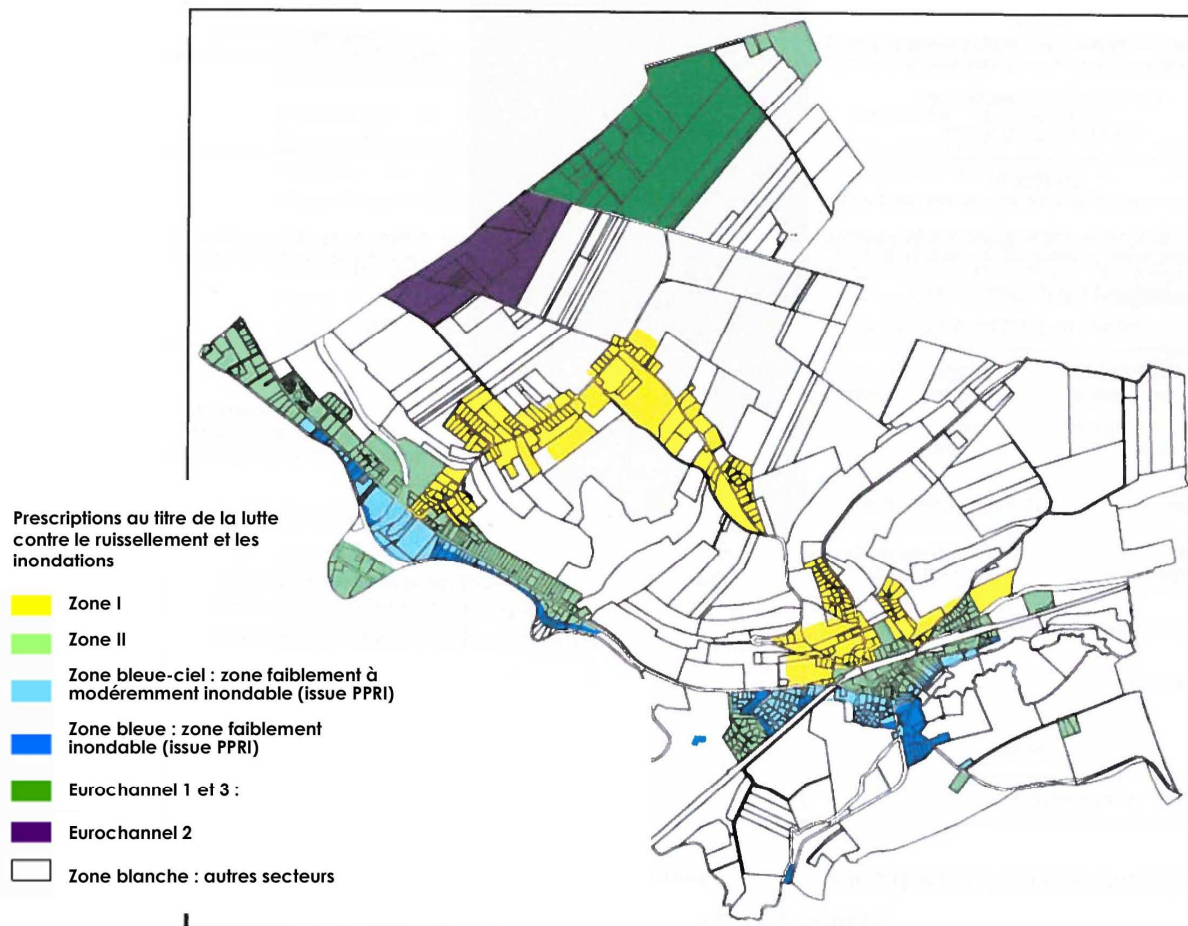 Prescriptions au titre de la lutte
contre le ruissellement et les
inondations
Zone I
Zone II
Zone bleue-ciel : zone faiblement à
modéremment inondable (issue PPRI)
Zone bleue : zone faiblement
inondable (issue PPRI)
Eurochannel 1 et 3 :
Eurochannel 2
Zone blanche : autres secteurs